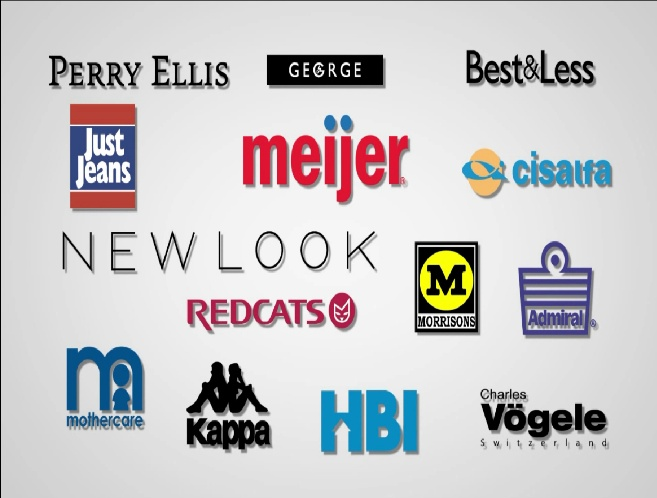 PERRY ELLIS
GEORGE
Best&Less
Just
Jeans
meijer®
cisalfa
NEW LOOK
M
MORRISONS
Admiral®
REDCATS
m
mothercare
Kappa
HBI
Charles
Vögele
Switzerland